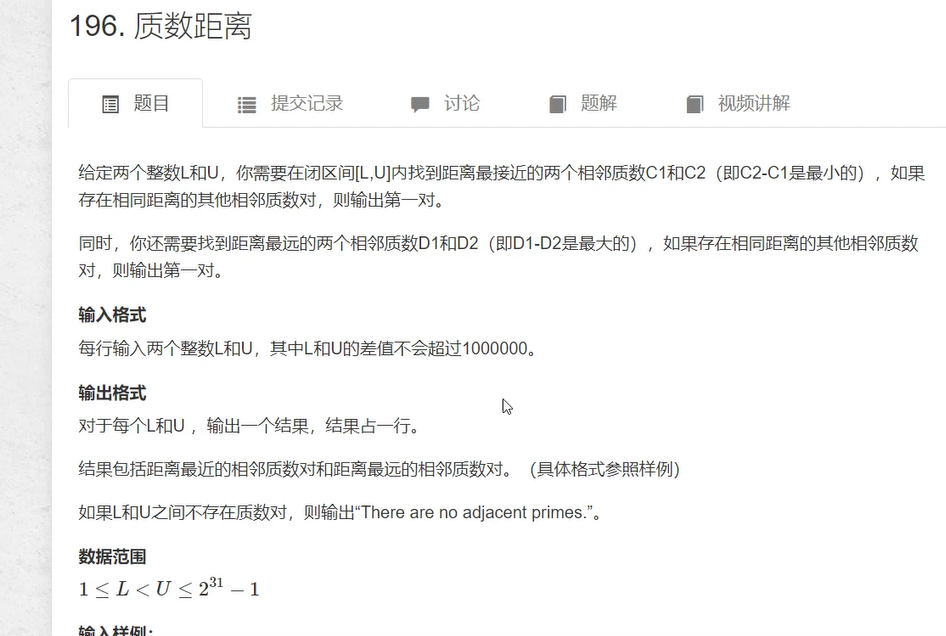 196. 质数距离
题目 提交记录 讨论 题解 视频讲解
给定两个整数L和U，你需要在闭区间[L,U]内找到距离最接近的两个相邻质数C1和C2（即C2-C1是最小的），如果
存在相同距离的其他相邻质数对，则输出第一对。
同时，你还需要找到距离最远的两个相邻质数D1和D2（即D1-D2是最大的），如果存在相同距离的其他相邻质数
对，则输出第一对。
输入格式
每行输入两个整数L和U，其中L和U的差值不会超过1000000。
输出格式
对于每个L和U ，输出一个结果，结果占一行。
结果包括距离最近的相邻质数对和距离最远的相邻质数对。（具体格式参照样例）
如果L和U之间不存在质数对，则输出“There are no adjacent primes.”。
数据范围
1 ≤ L < U ≤ 2³¹ − 1
输入样例：